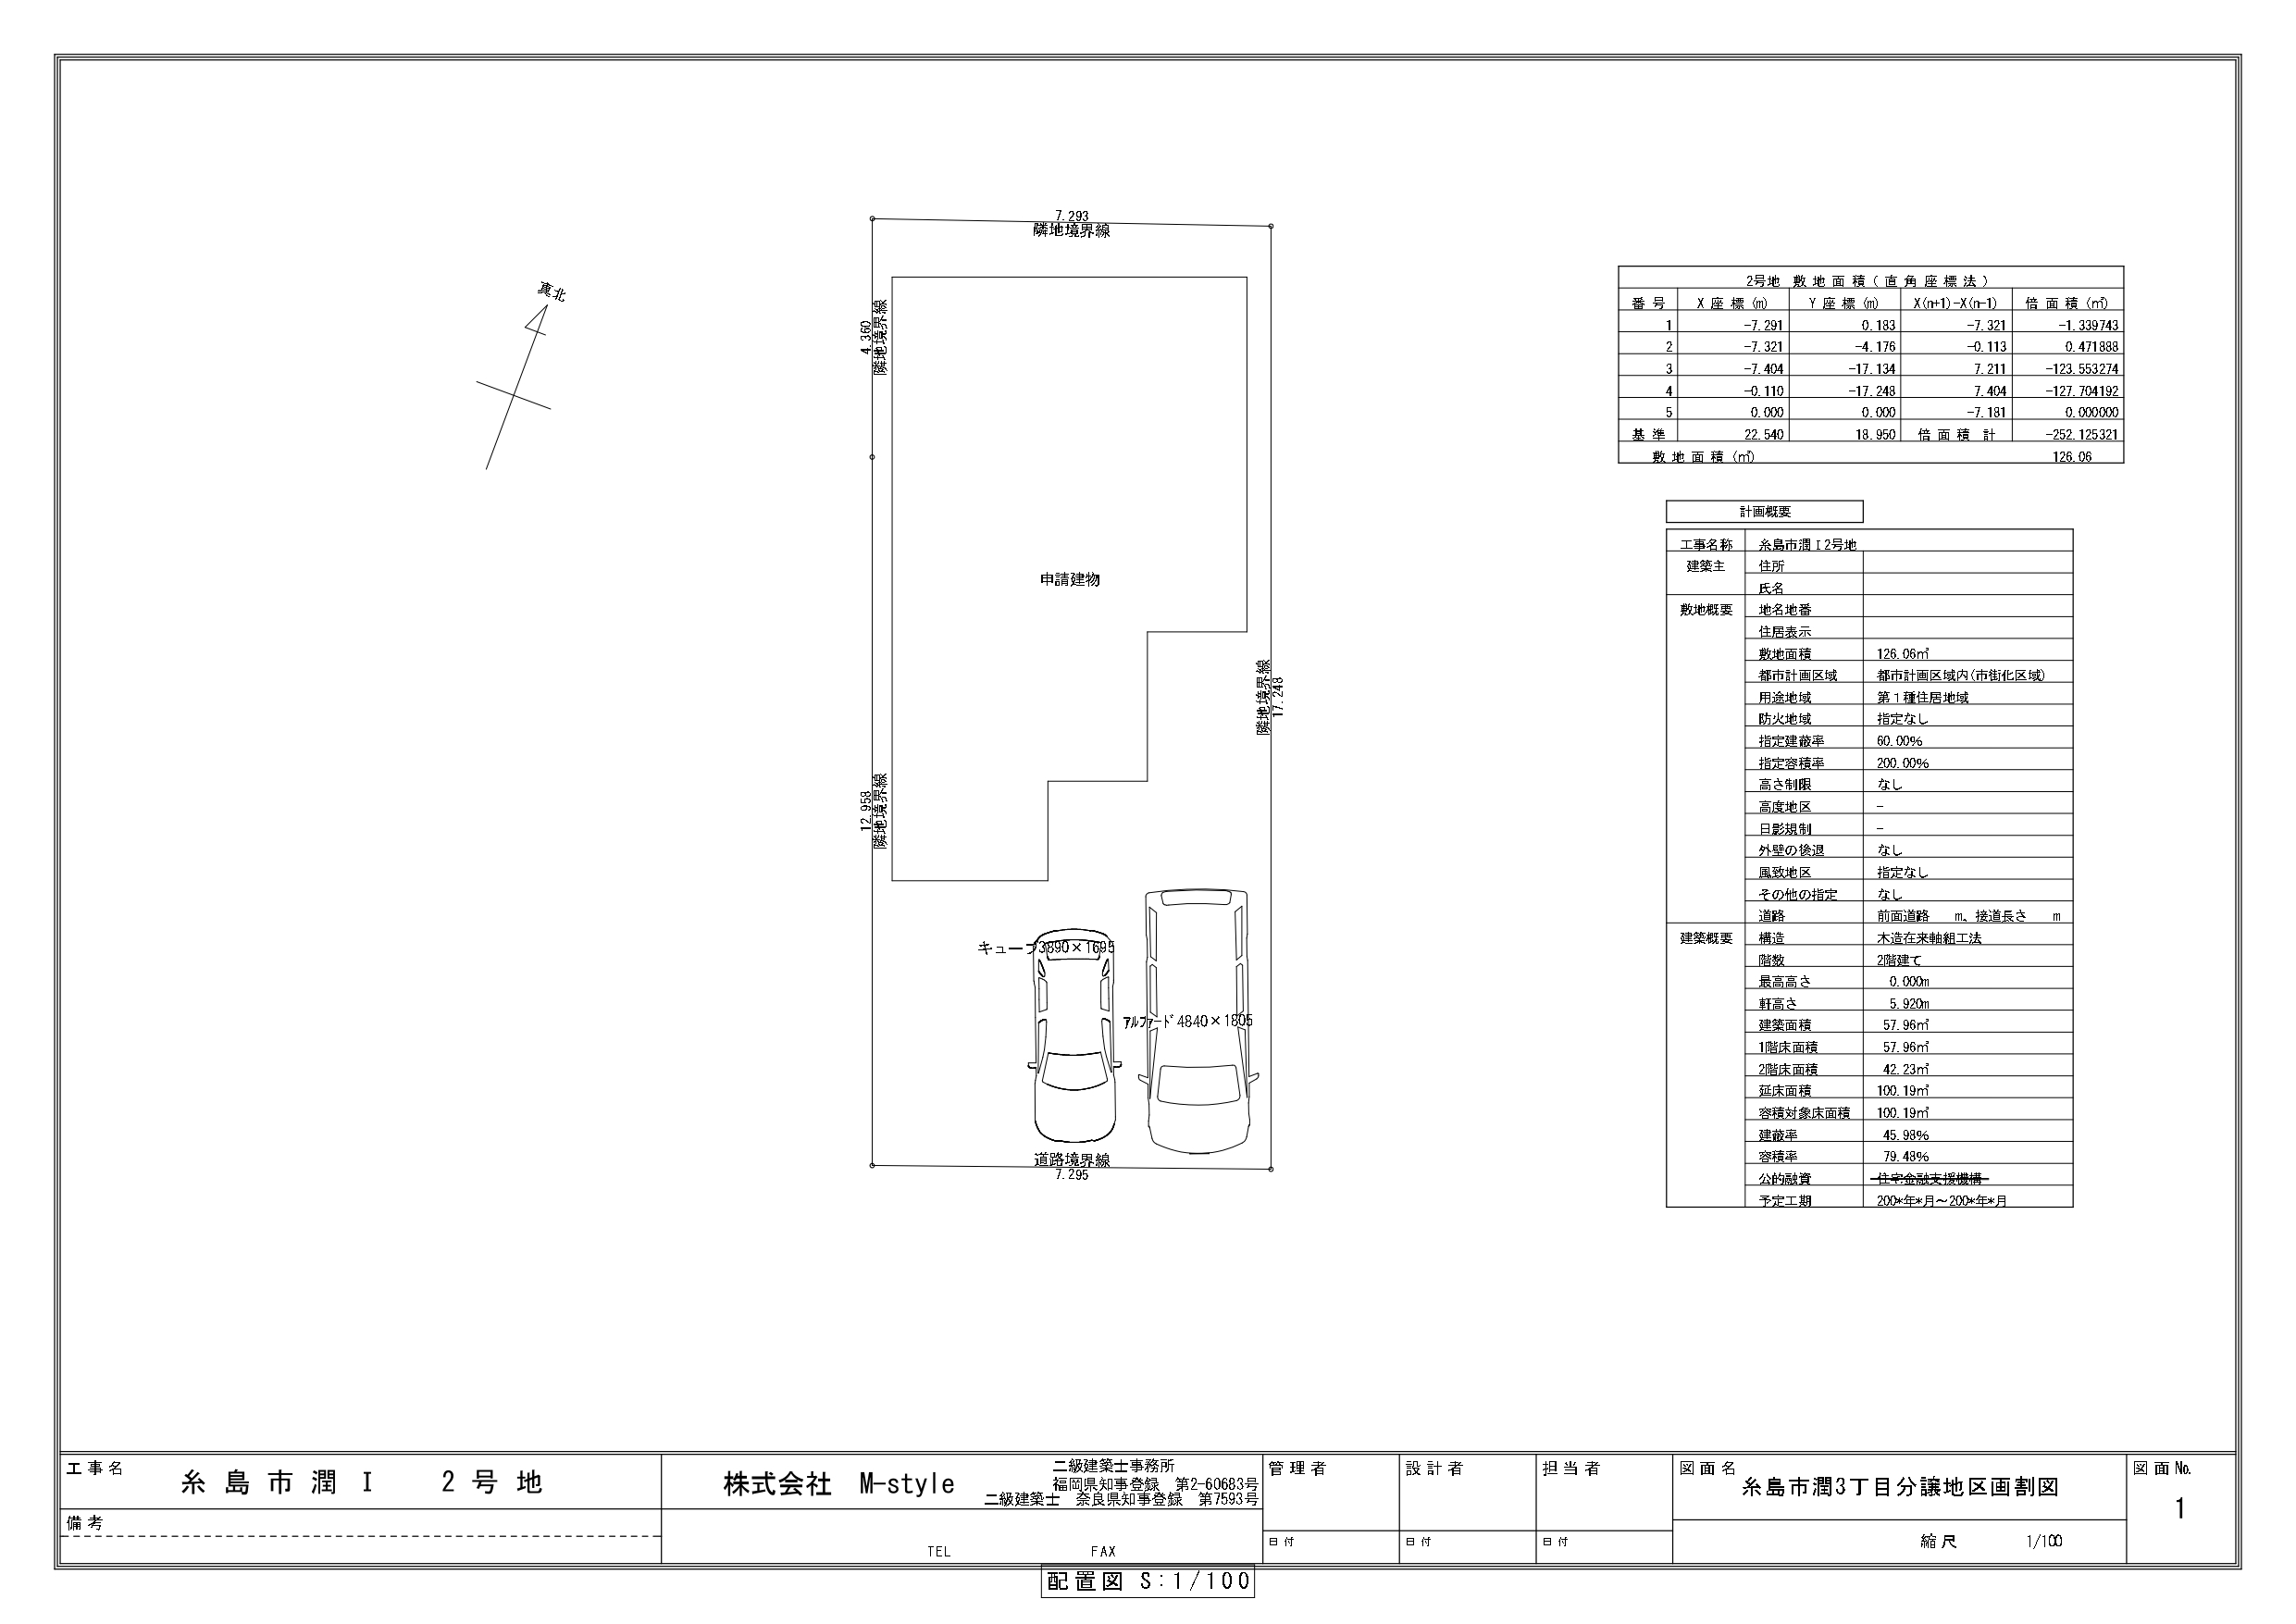 7.293
隣地境界線
真北
4.360
隣地境界線
申請建物
隣地境界線
17.248
12.958
隣地境界線
キューブ3890×1695
アルファード4840×1805
道路境界線
7.295
2号地 敷地面積(直角座標法)
番号 X座標(m) Y座標(m) X(n+1)-X(n-1) 倍面積(㎡)
1 -7.291 0.183 -7.321 -1.339743
2 -7.321 -4.176 -0.113 0.471888
3 -7.404 -17.134 7.211 -123.553274
4 -0.110 -17.248 7.404 -127.704192
5 0.000 0.000 -7.181 0.000000
基準 22.540 18.950 倍面積計 -252.125321
敷地面積(㎡) 126.06
計画概要
工事名称 糸島市潤Ⅰ2号地
建築主 住所
氏名
敷地概要 地名地番
住居表示
敷地面積 126.06㎡
都市計画区域 都市計画区域内(市街化区域)
用途地域 第1種住居地域
防火地域 指定なし
指定建蔽率 60.00%
指定容積率 200.00%
高さ制限 なし
高度地区 -
日影規制 -
外壁の後退 なし
風致地区 指定なし
その他の指定 なし
道路 前面道路 m、接道長さ m
建築概要 構造 木造在来軸組工法
階数 2階建て
最高高さ 0.000m
軒高さ 5.920m
建築面積 57.96㎡
1階床面積 57.96㎡
2階床面積 42.23㎡
延床面積 100.19㎡
容積対象床面積 100.19㎡
建蔽率 45.98%
容積率 79.48%
公的融資 住宅金融支援機構
予定工期 200*年*月～200*年*月
工事名 糸島市潤Ⅰ 2号地
備考
株式会社 M-style
二級建築士事務所
福岡県知事登録 第2-60683号
二級建築士 奈良県知事登録 第7593号
TEL FAX
管理者 設計者 担当者
日付 日付 日付
図面名 糸島市潤3丁目分譲地区画割図
縮尺 1/100
図面No.
1
配置図 S:1/100